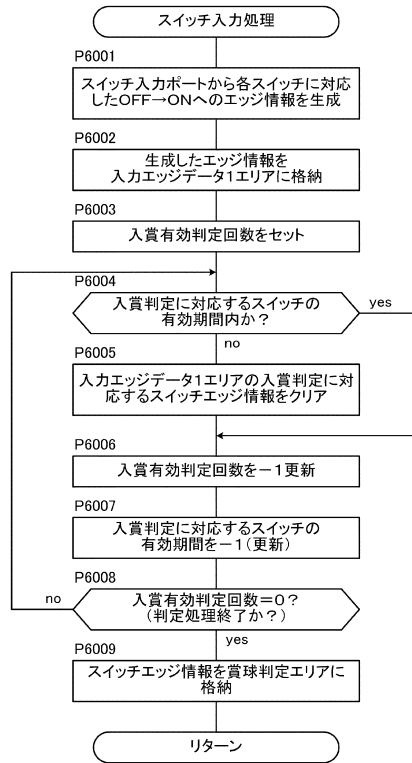 スイッチ入力処理
P6001
スイッチ入力ポートから各スイッチに対応
したOFF→ONへのエッジ情報を生成
P6002
生成したエッジ情報を
入力エッジデータ1エリアに格納
P6003
入賞有効判定回数をセット
P6004
入賞判定に対応するスイッチの
有効期間内か？
yes
no
P6005
入力エッジデータ1エリアの入賞判定に対
応するスイッチエッジ情報をクリア
P6006
入賞有効判定回数を－1更新
P6007
入賞判定に対応するスイッチの
有効期間を－1(更新)
P6008
no
入賞有効判定回数＝0？
(判定処理終了か？)
yes
P6009
スイッチエッジ情報を賞球判定エリアに
格納
リターン